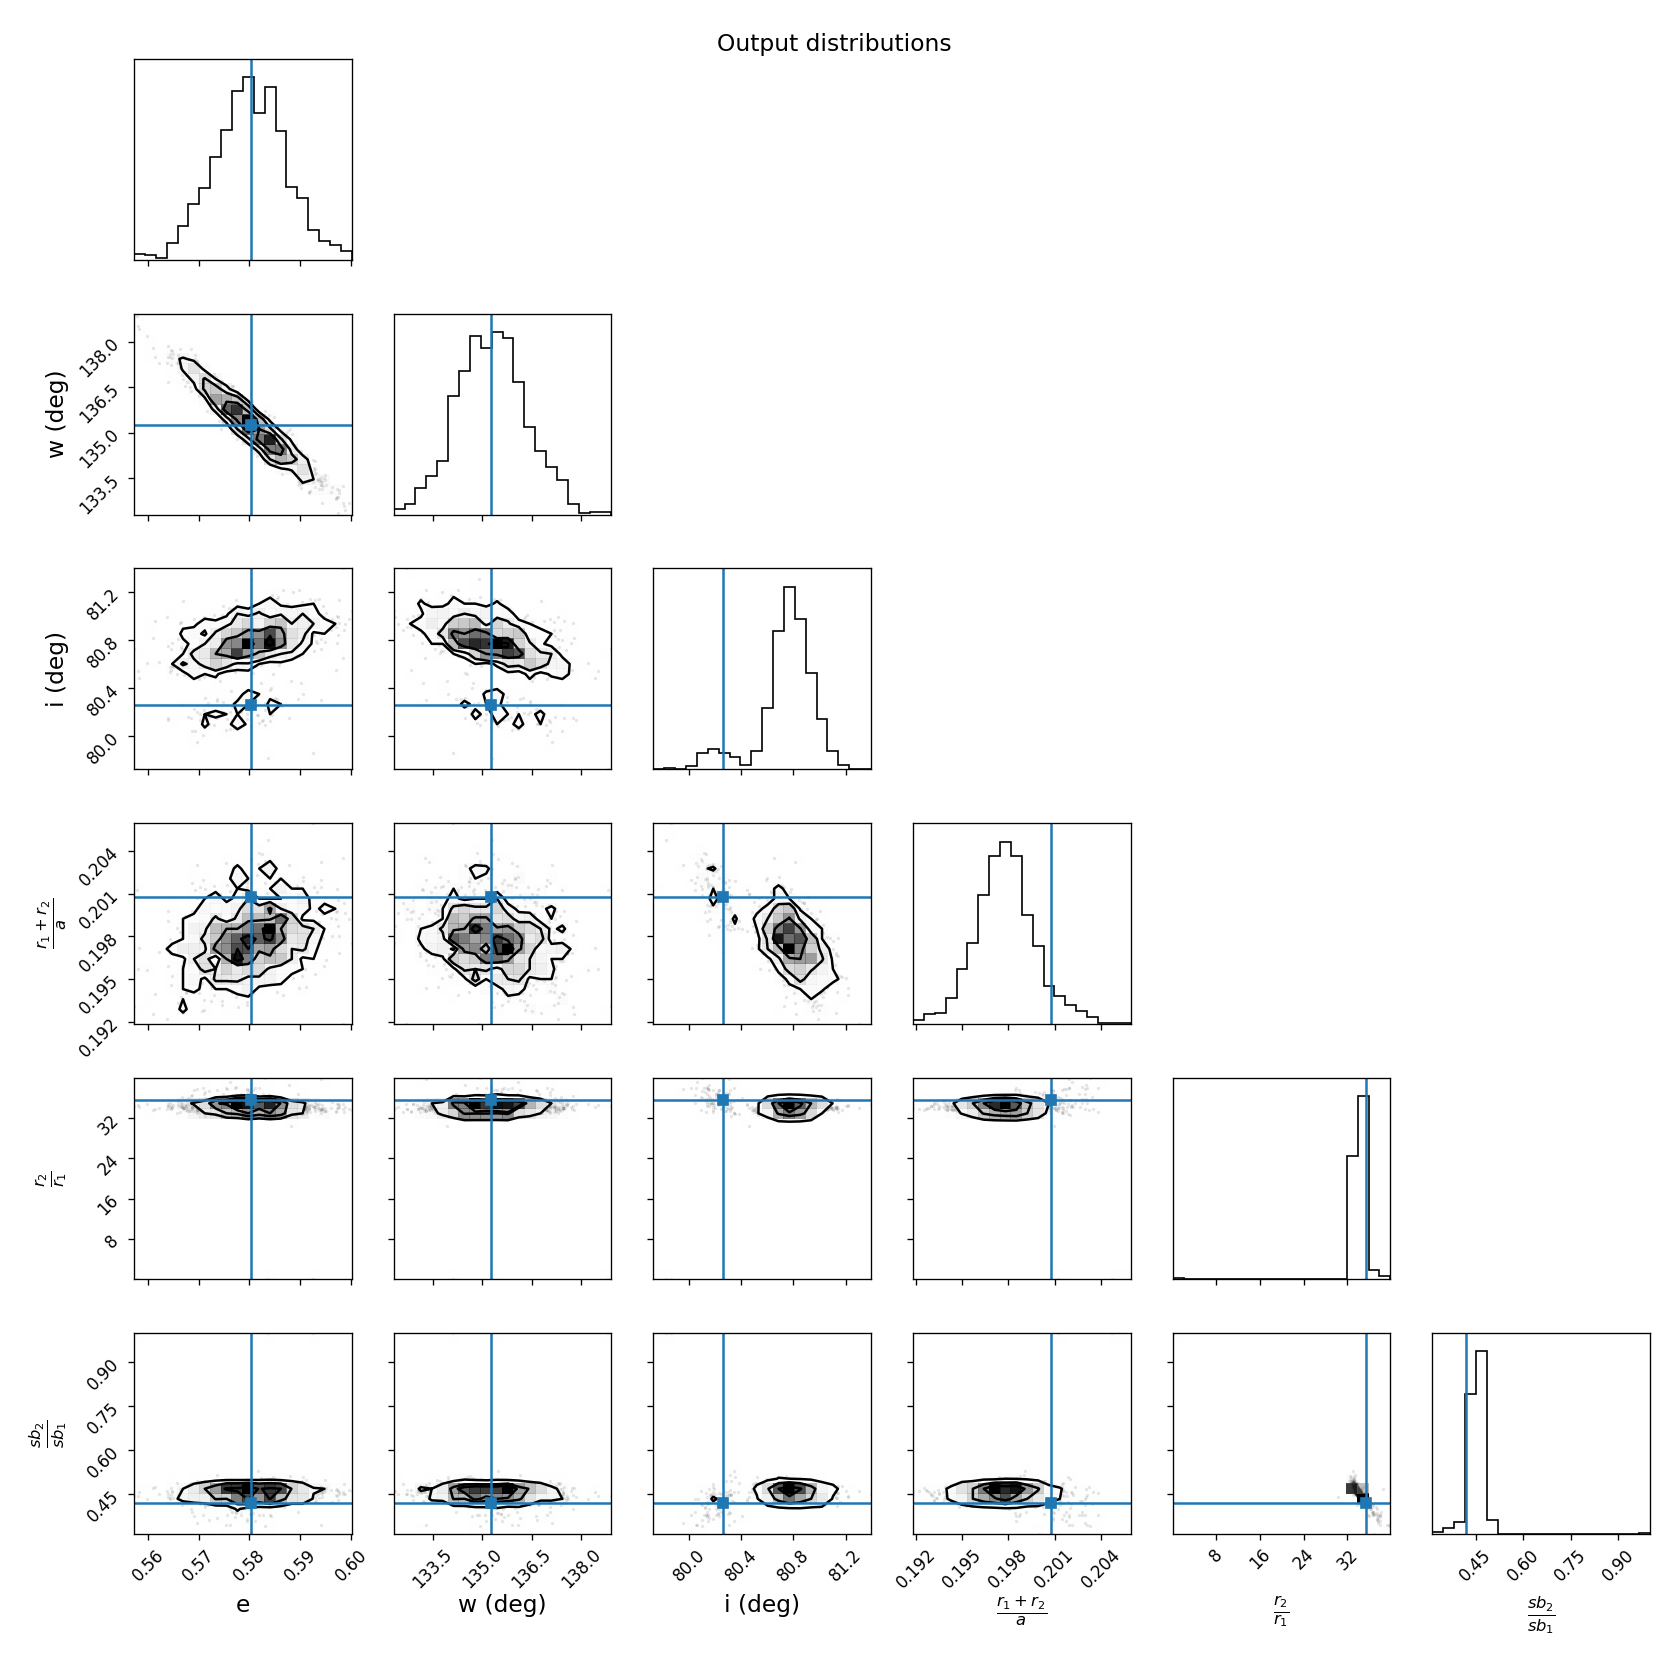 Output distributions
w (deg)
138.0
136.5
135.0
133.5
i (deg)
81.2
80.8
80.4
80.0
r₁ + r₂
a
0.204
0.201
0.198
0.195
0.192
r₂
r₁
32
24
16
8
sb₂
sb₁
0.90
0.75
0.60
0.45
0.56 0.57 0.58 0.59 0.60
133.5 135.0 136.5 138.0
80.0 80.4 80.8 81.2
0.192 0.195 0.198 0.201 0.204
8 16 24 32
0.45 0.60 0.75 0.90
e
w (deg)
i (deg)
r₁ + r₂
a
r₂
r₁
sb₂
sb₁